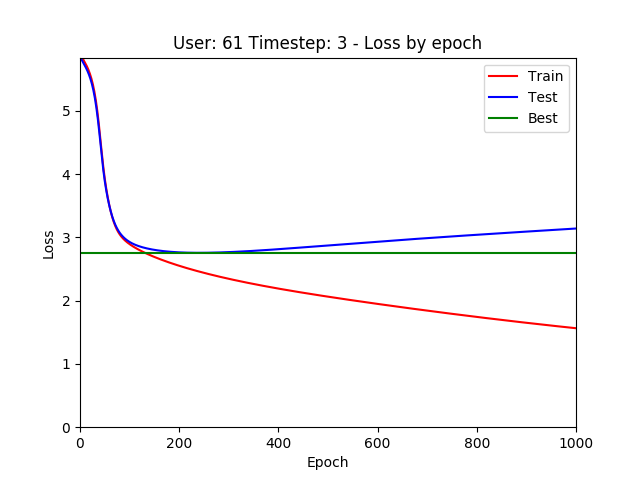 User: 61 Timestep: 3 - Loss by epoch
Train
Test
Best
5
4
3
2
1
0
Loss
0 200 400 600 800 1000
Epoch